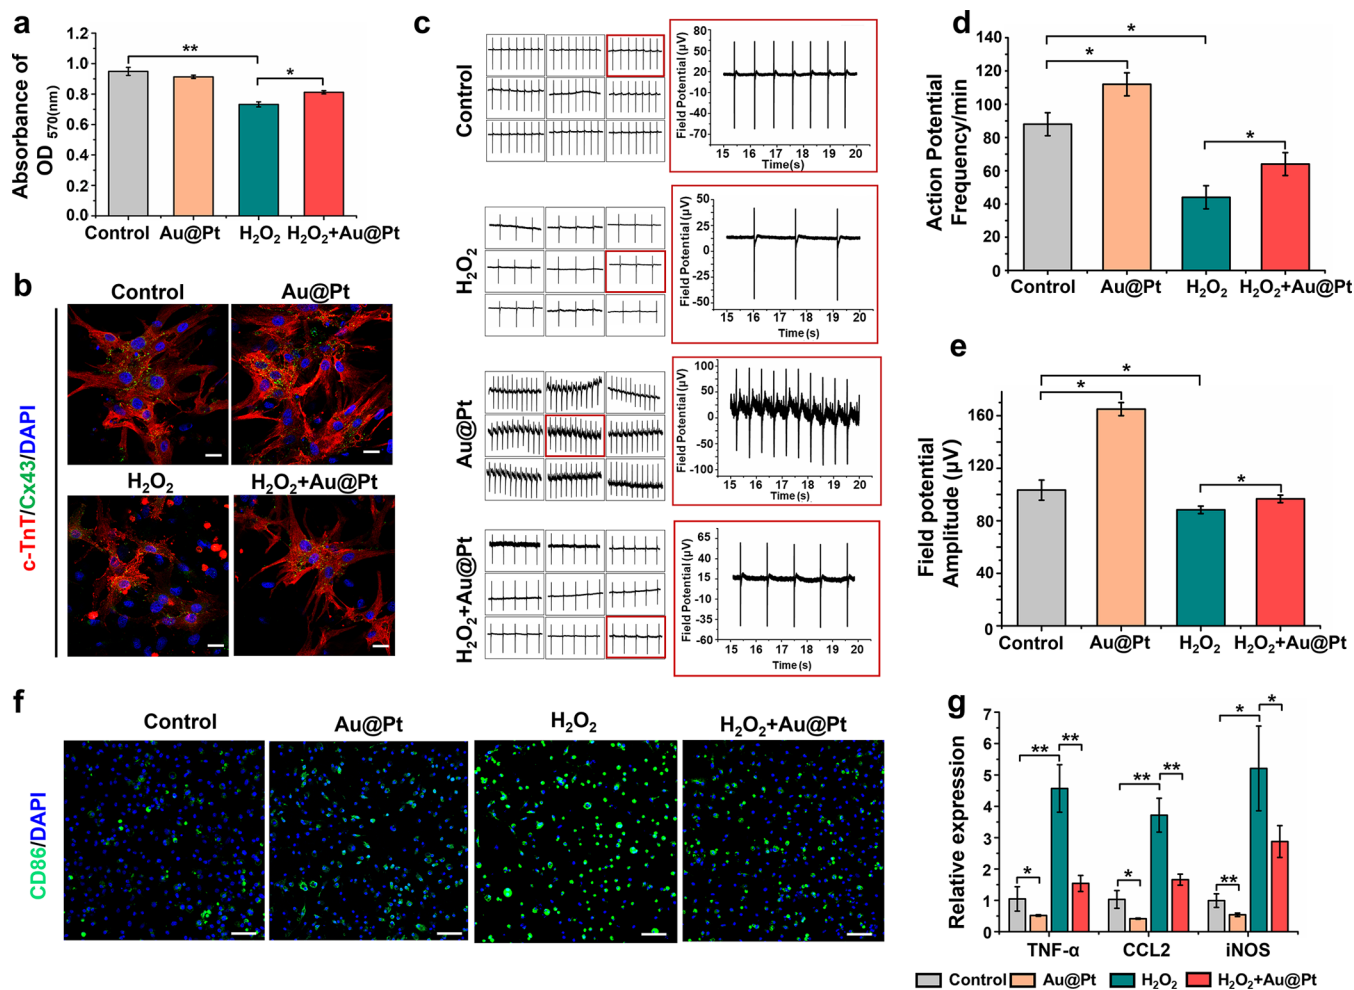 a
Absorbance of
OD 570(nm)
1.2
1.0
0.8
0.6
0.4
0.2
0.0
**
*
Control Au@Pt H₂O₂ H₂O₂+Au@Pt
b
c-TnT/Cx43/DAPI
Control Au@Pt
H₂O₂ H₂O₂+Au@Pt
c
Control
Field Potential (µV)
80
50
20
-10
-40
-70
15 16 17 18 19 20
Time(s)
H₂O₂
Field Potential (µV)
50
25
0
-25
-50
15 16 17 18 19 20
Time (s)
Au@Pt
Field Potential (µV)
100
50
0
-50
-100
15 16 17 18 19 20
Time (s)
H₂O₂+Au@Pt
Field Potential (µV)
65
40
15
-10
-35
-60
15 16 17 18 19 20
Time (s)
d
Action Potential
Frequency/min
140
120
100
80
60
40
20
0
*
*
*
Control Au@Pt H₂O₂ H₂O₂+Au@Pt
e
Field potential
Amplitude (µV)
160
120
80
40
0
*
*
*
Control Au@Pt H₂O₂ H₂O₂+Au@Pt
f
CD86/DAPI
Control Au@Pt H₂O₂ H₂O₂+Au@Pt
g
Relative expression
7
6
5
4
3
2
1
0
* ** **
* ** **
** * *
TNF-α CCL2 iNOS
Control Au@Pt H₂O₂ H₂O₂+Au@Pt